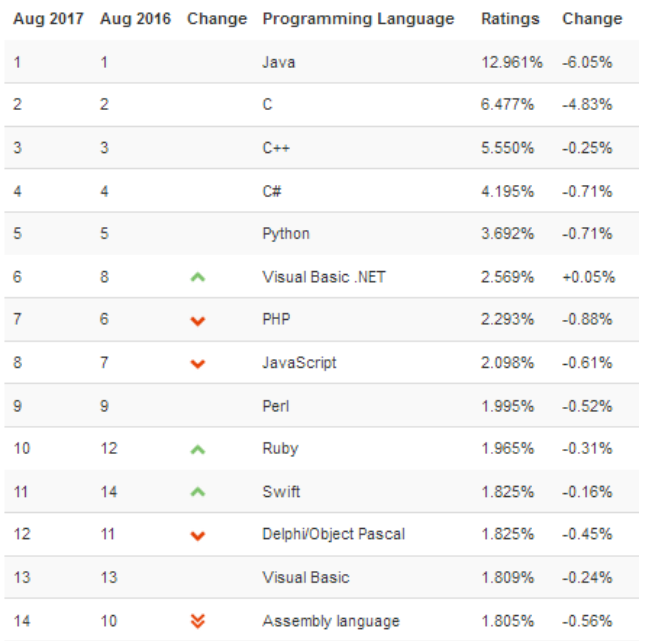 Aug 2017 Aug 2016 Change Programming Language Ratings Change
1 1 Java 12.961% -6.05%
2 2 C 6.477% -4.83%
3 3 C++ 5.550% -0.25%
4 4 C# 4.195% -0.71%
5 5 Python 3.692% -0.71%
6 8 Visual Basic .NET 2.569% +0.05%
7 6 PHP 2.293% -0.88%
8 7 JavaScript 2.098% -0.61%
9 9 Perl 1.995% -0.52%
10 12 Ruby 1.965% -0.31%
11 14 Swift 1.825% -0.16%
12 11 Delphi/Object Pascal 1.825% -0.45%
13 13 Visual Basic 1.809% -0.24%
14 10 Assembly language 1.805% -0.56%